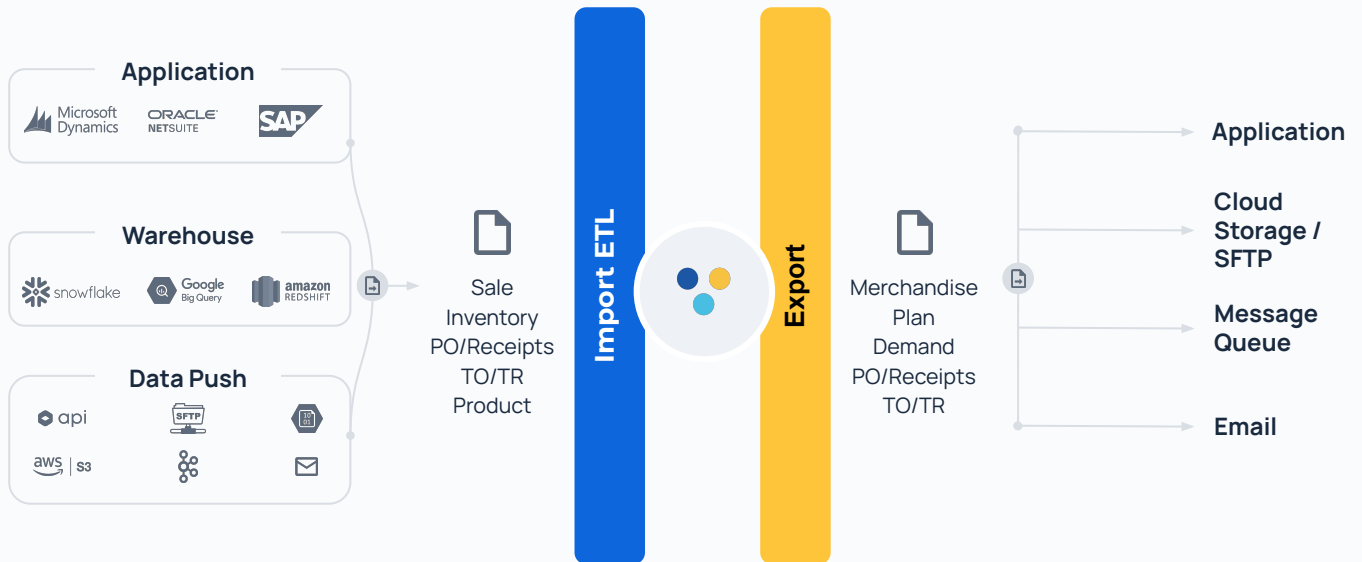 Application
Microsoft
Dynamics
ORACLE
NETSUITE
SAP
Warehouse
snowflake
Google
Big Query
amazon
REDSHIFT
Data Push
api
SFTP
10
01
aws
S3
Sale
Inventory
PO/Receipts
TO/TR
Product
Import ETL
Export
Merchandise
Plan
Demand
PO/Receipts
TO/TR
Application
Cloud
Storage /
SFTP
Message
Queue
Email